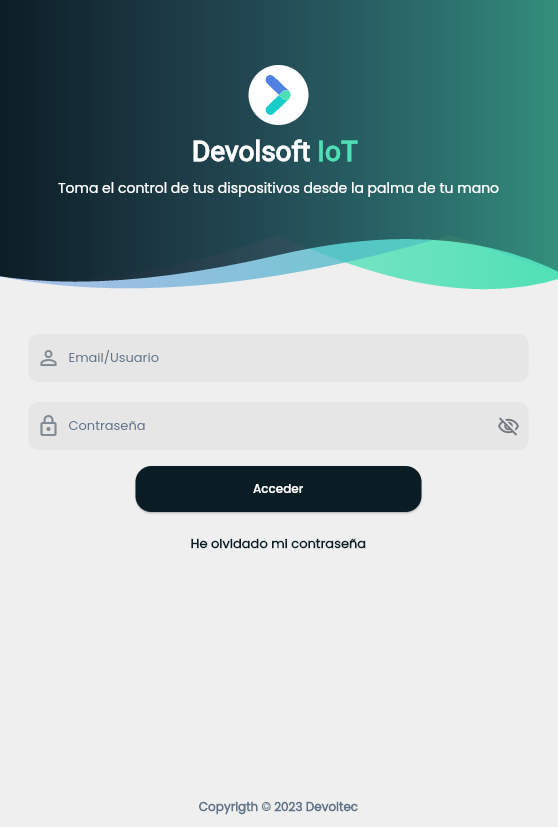 Devolsoft IoT
Toma el control de tus dispositivos desde la palma de tu mano
Email/Usuario
Contraseña
Acceder
He olvidado mi contraseña
Copyrigth © 2023 Devoltec